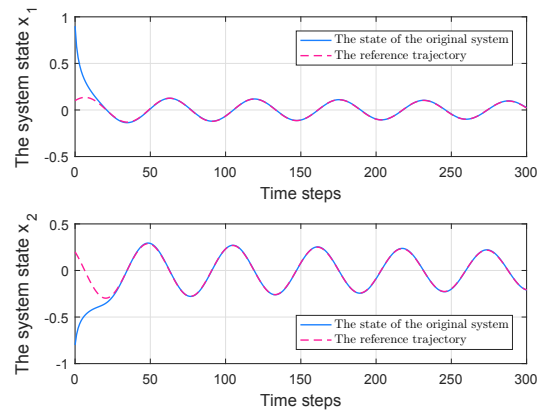 The system state x1
1
0.5
0
-0.5
The state of the original system
The reference trajectory
0 50 100 150 200 250 300
Time steps
The system state x2
0.5
0
-0.5
-1
The state of the original system
The reference trajectory
0 50 100 150 200 250 300
Time steps